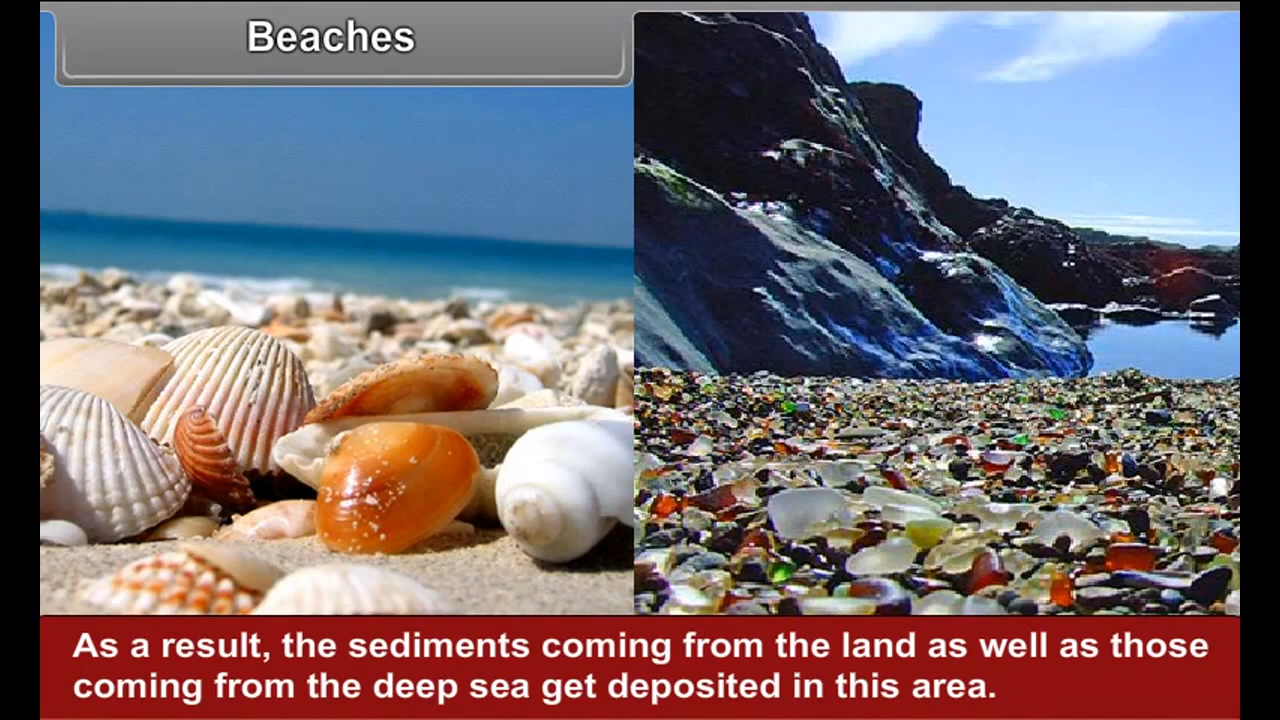 Beaches
As a result, the sediments coming from the land as well as those
coming from the deep sea get deposited in this area.